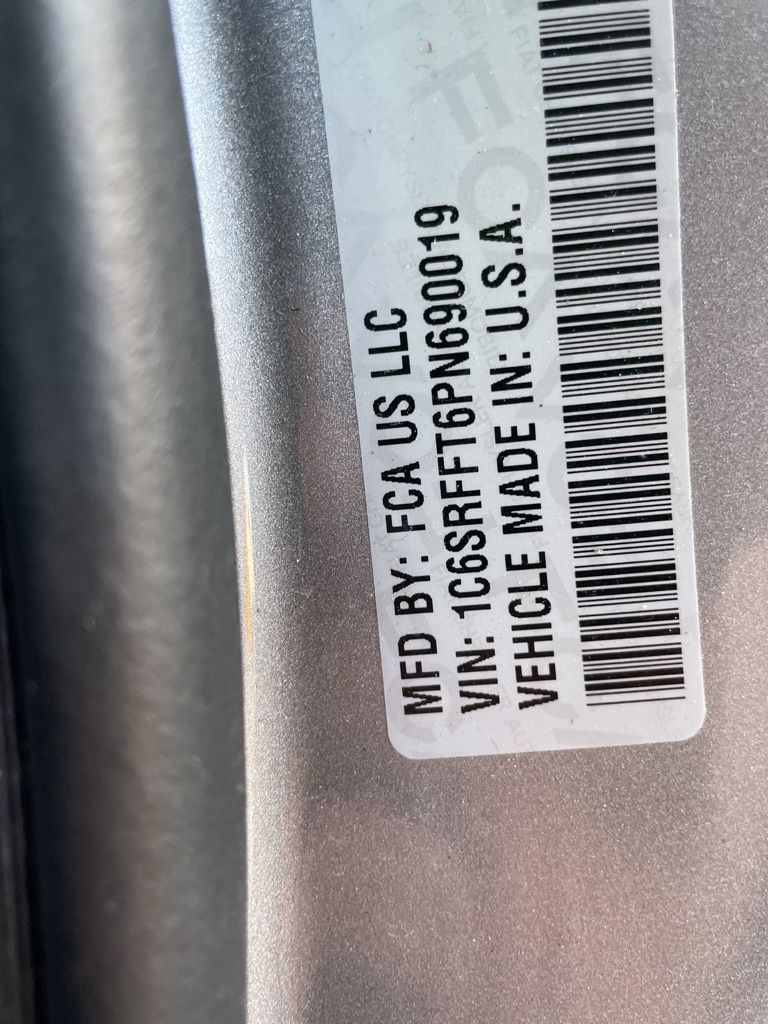 MFD BY: FCA US LLC
VIN: 1C6SRFFT6PN690019
VEHICLE MADE IN: U.S.A.